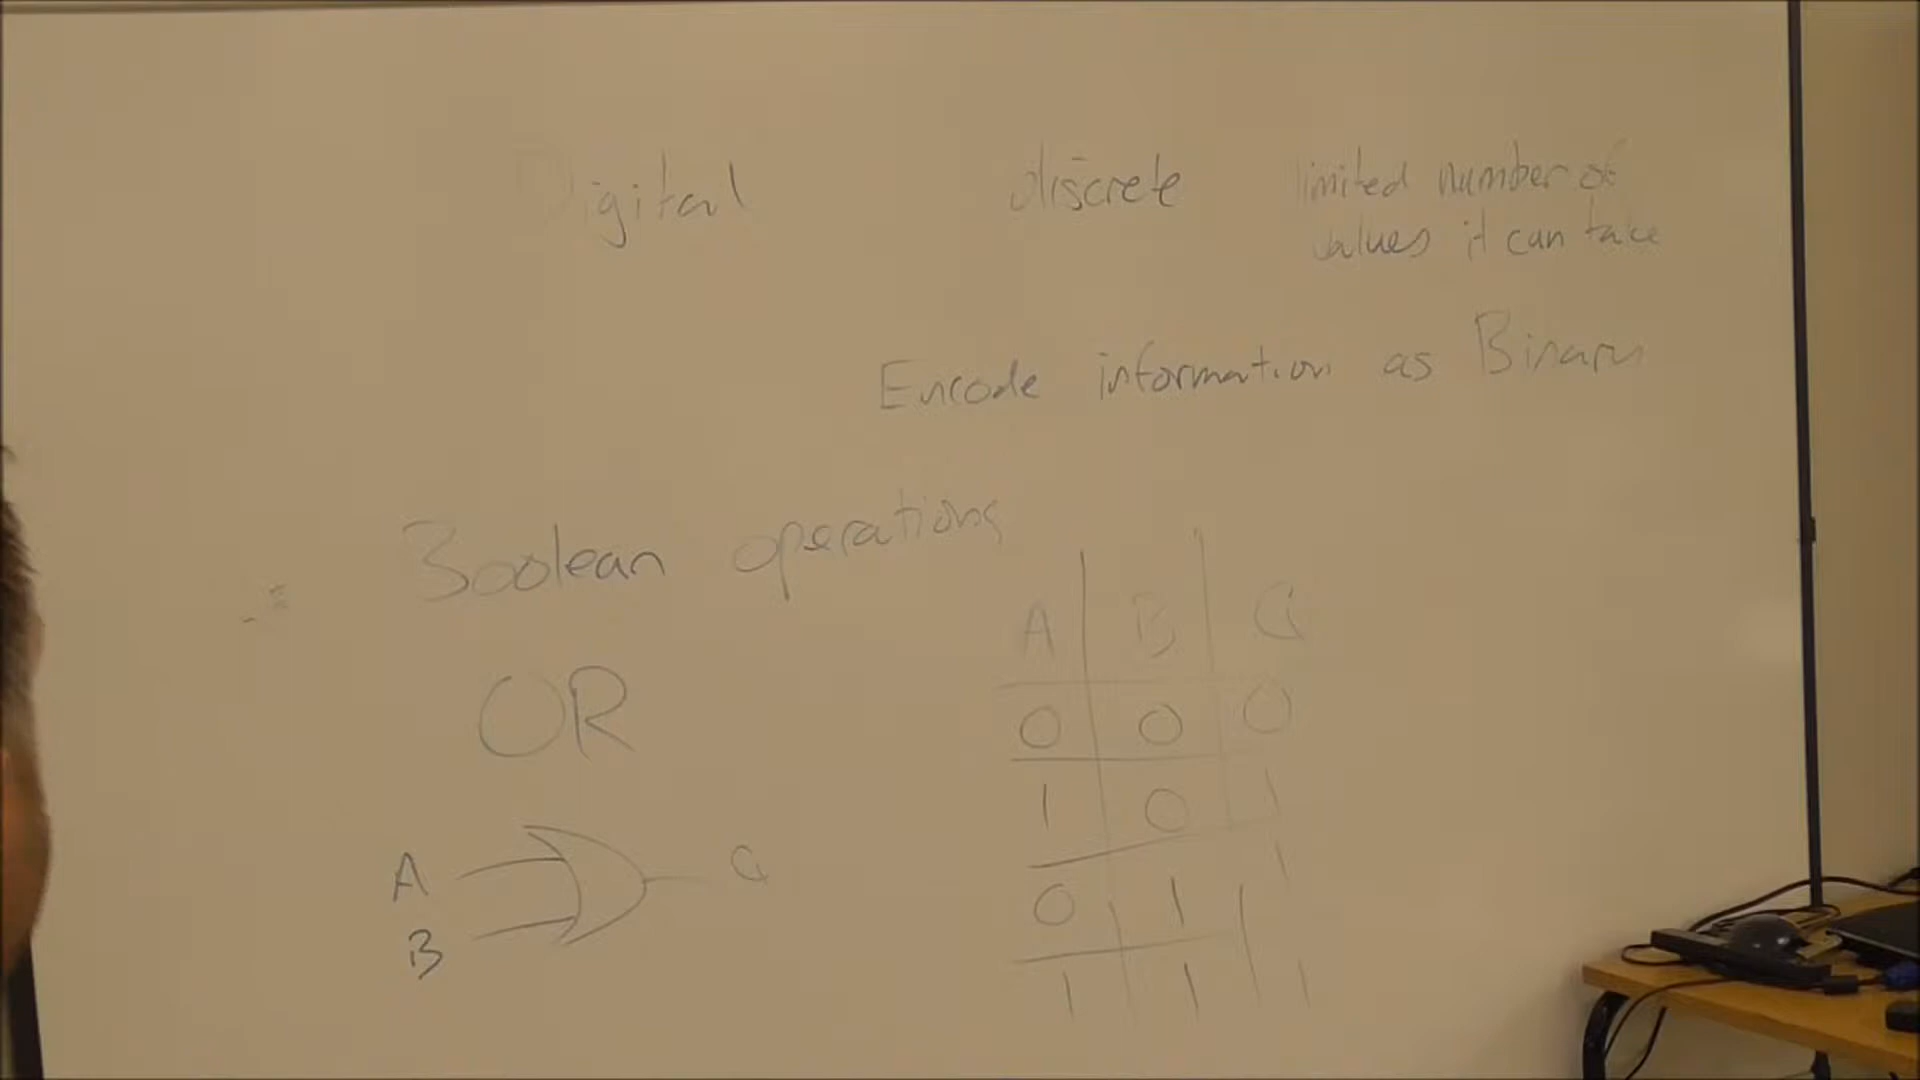 Digital discrete limited number of
values it can take
Encode information as Binary
Boolean operations
OR
A B Q
0 0 0
1 0 1
0 1 1
1 1 1
A Q
B